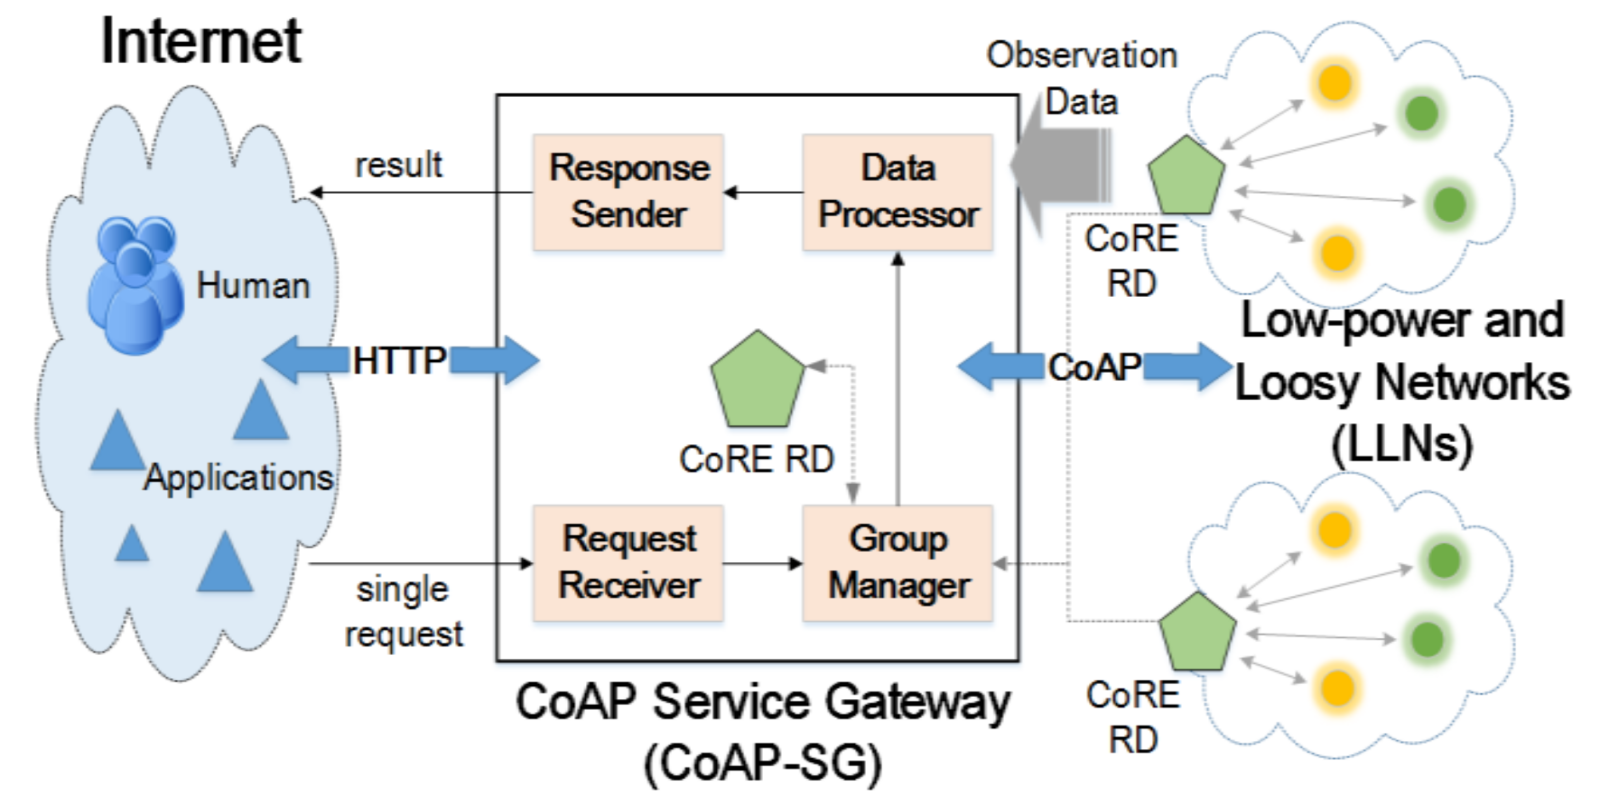 Internet
Observation
Data
result
Response
Sender
Data
Processor
CoRE
RD
Human
Low-power and
HTTP
CoAP
Loosy Networks
(LLNs)
CoRE RD
Applications
Request
Receiver
Group
Manager
single
request
CoAP Service Gateway
(CoAP-SG)
CoRE
RD